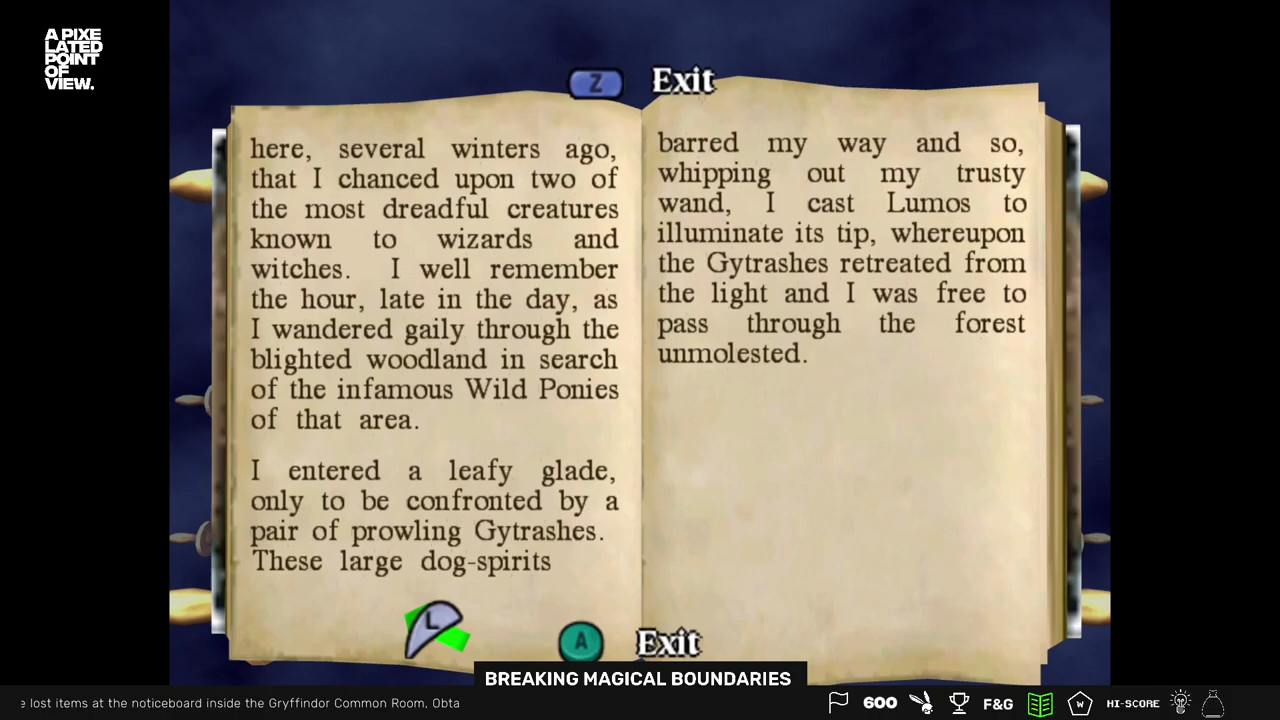 A PIXE
LATED
POINT
OF
VIEW.
Z Exit
here, several winters ago,
that I chanced upon two of
the most dreadful creatures
known to wizards and
witches. I well remember
the hour, late in the day, as
I wandered gaily through the
blighted woodland in search
of the infamous Wild Ponies
of that area.
I entered a leafy glade,
only to be confronted by a
pair of prowling Gytrashes.
These large dog-spirits
barred my way and so,
whipping out my trusty
wand, I cast Lumos to
illuminate its tip, whereupon
the Gytrashes retreated from
the light and I was free to
pass through the forest
unmolested.
L
A Exit
BREAKING MAGICAL BOUNDARIES
e lost items at the noticeboard inside the Gryffindor Common Room, Obta
600 F&G W HI-SCORE